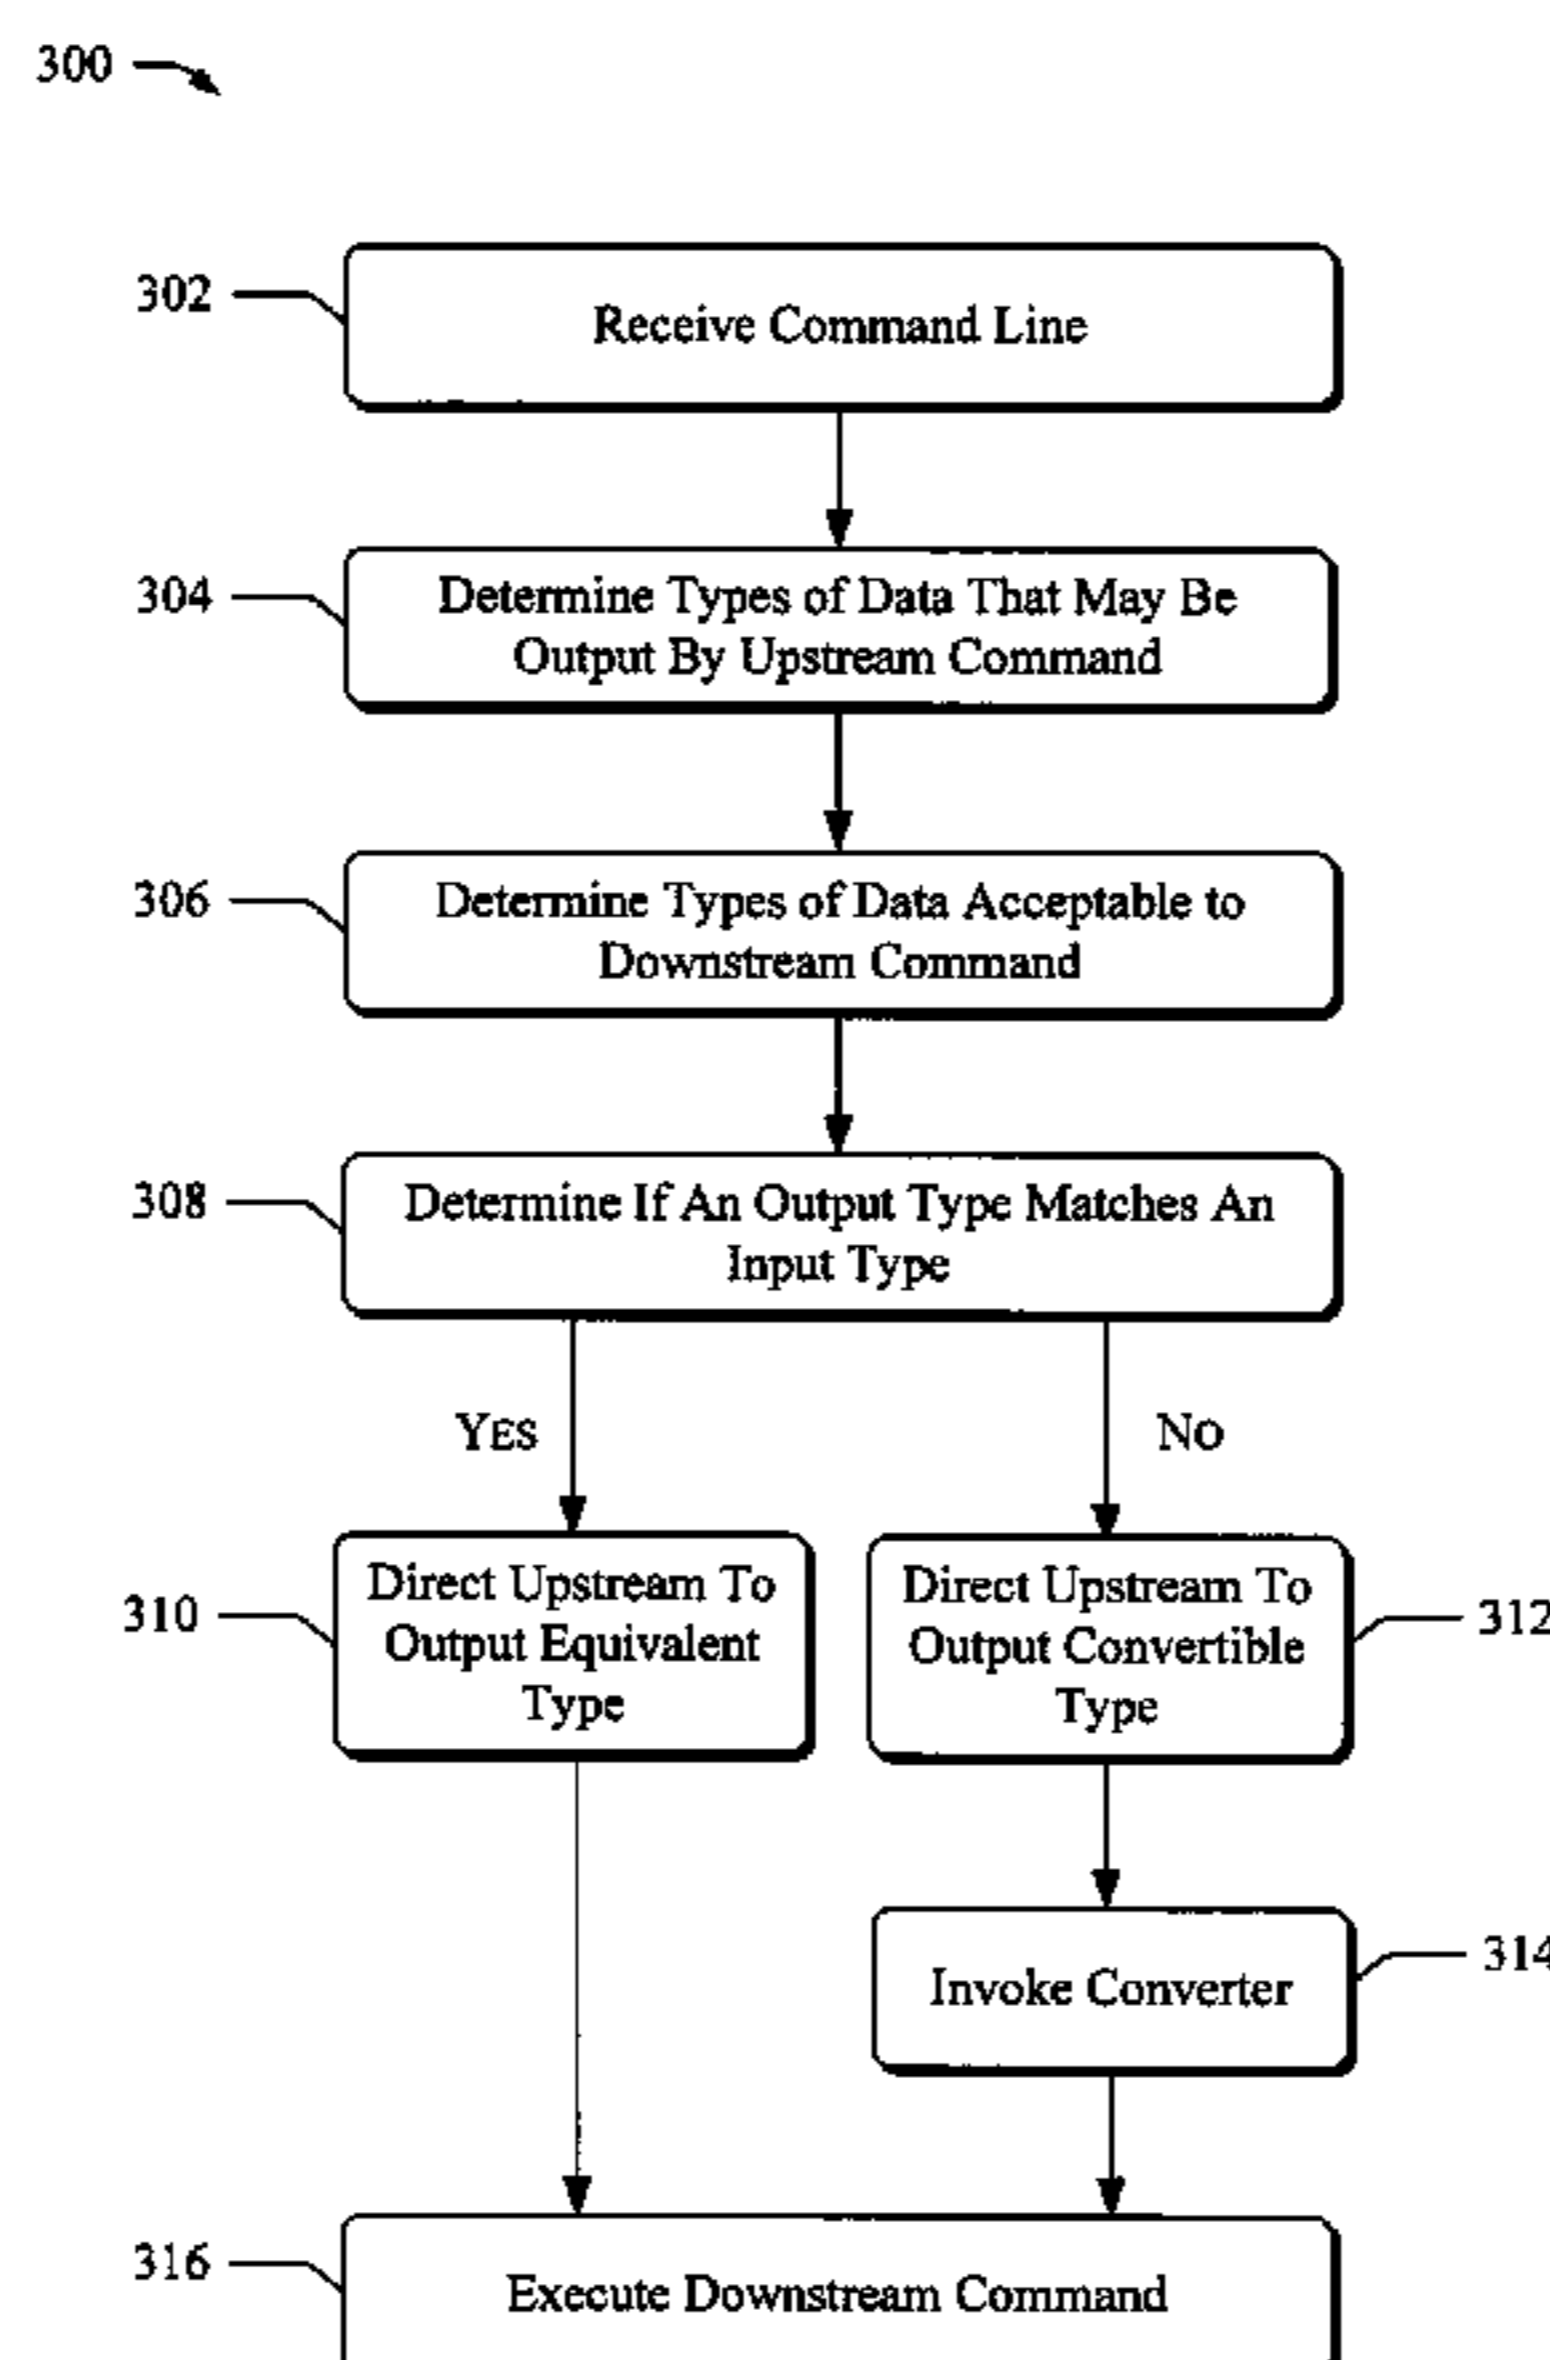 300
302
Receive Command Line
304
Determine Types of Data That May Be
Output By Upstream Command
306
Determine Types of Data Acceptable to
Downstream Command
308
Determine If An Output Type Matches An
Input Type
YES
NO
310
Direct Upstream To
Output Equivalent
Type
Direct Upstream To
Output Convertible
Type
312
Invoke Converter
314
316
Execute Downstream Command